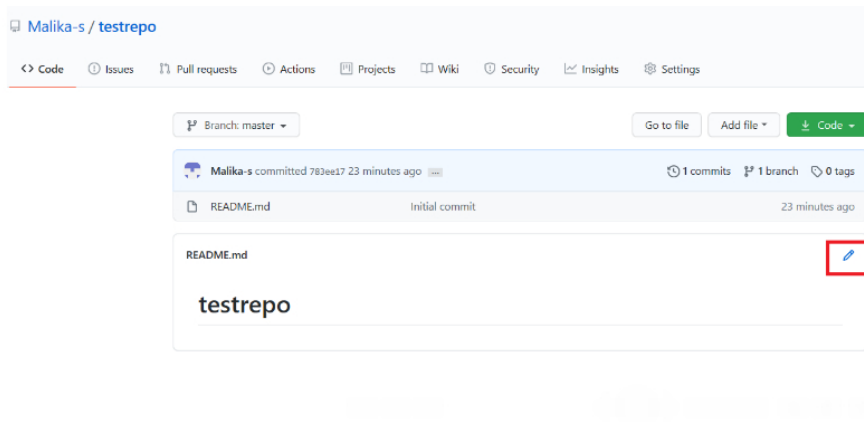 Malika-s / testrepo
Code Issues Pull requests Actions Projects Wiki Security Insights Settings
Branch: master Go to file Add file Code
Malika-s committed 783ee17 23 minutes ago ... 1 commits 1 branch 0 tags
README.md Initial commit 23 minutes ago
README.md
testrepo